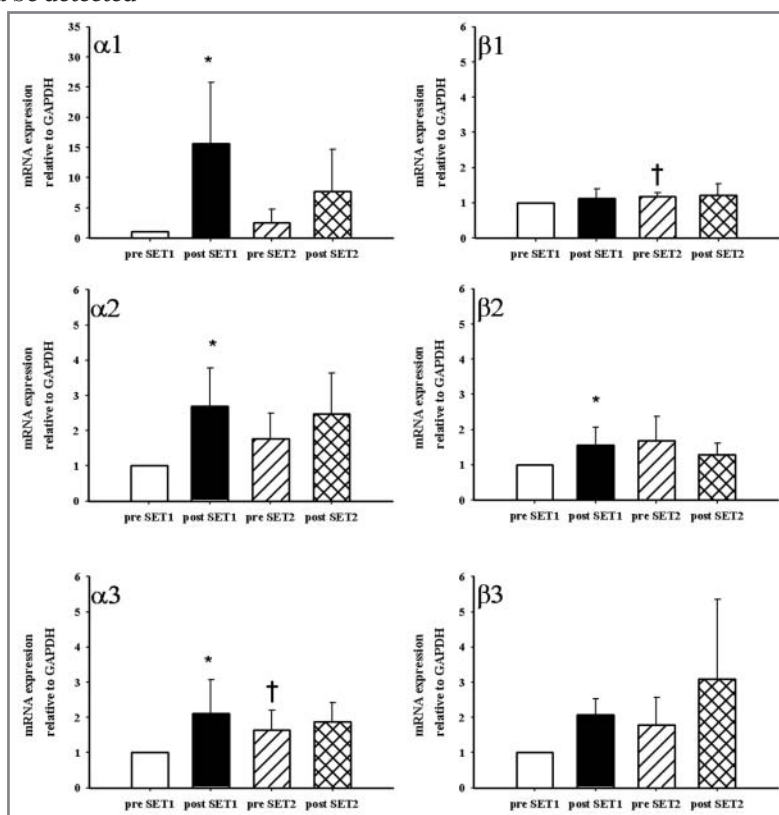 be detected
α1
*
mRNA expression
relative to GAPDH
35
30
25
20
15
10
5
0
pre SET1 post SET1 pre SET2 post SET2
β1
†
mRNA expression
relative to GAPDH
6
5
4
3
2
1
0
pre SET1 post SET1 pre SET2 post SET2
α2
*
mRNA expression
relative to GAPDH
6
5
4
3
2
1
0
pre SET1 post SET1 pre SET2 post SET2
β2
*
mRNA expression
relative to GAPDH
6
5
4
3
2
1
0
pre SET1 post SET1 pre SET2 post SET2
α3
*
†
mRNA expression
relative to GAPDH
6
5
4
3
2
1
0
pre SET1 post SET1 pre SET2 post SET2
β3
mRNA expression
relative to GAPDH
6
5
4
3
2
1
0
pre SET1 post SET1 pre SET2 post SET2